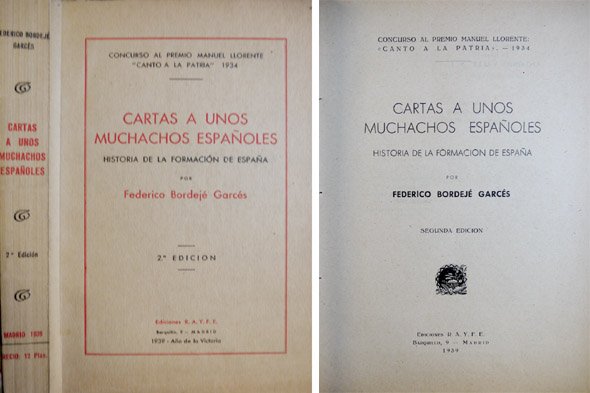 FEDERICO BORDEJÉ
GARCÉS
CARTAS
A UNOS
MUCHACHOS
ESPAÑOLES
2.ª Edición
MADRID 1939
PRECIO: 12 Ptas.
CONCURSO AL PREMIO MANUEL LLORENTE
"CANTO A LA PATRIA" 1934
CARTAS A UNOS
MUCHACHOS ESPAÑOLES
HISTORIA DE LA FORMACIÓN DE ESPAÑA
POR
Federico Bordejé Garcés
2.ª EDICION
Ediciones R. A. Y. F. E.
Barquillo, 9 - MADRID
1939 - Año de la Victoria
CONCURSO AL PREMIO MANUEL LLORENTE:
«CANTO A LA PATRIA». — 1934
CARTAS A UNOS
MUCHACHOS ESPAÑOLES
HISTORIA DE LA FORMACION DE ESPAÑA
POR
FEDERICO BORDEJÉ GARCÉS
SEGUNDA EDICION
EDICIONES R. A. Y. F. E.
BARQUILLO, 9 - MADRID
1939